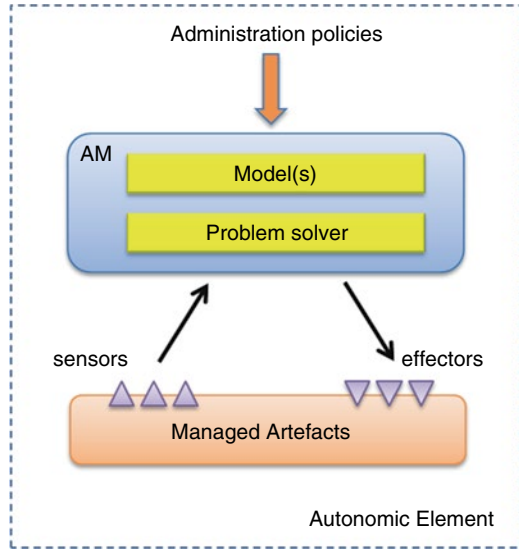 Administration policies
AM
Model(s)
Problem solver
sensors
effectors
Managed Artefacts
Autonomic Element